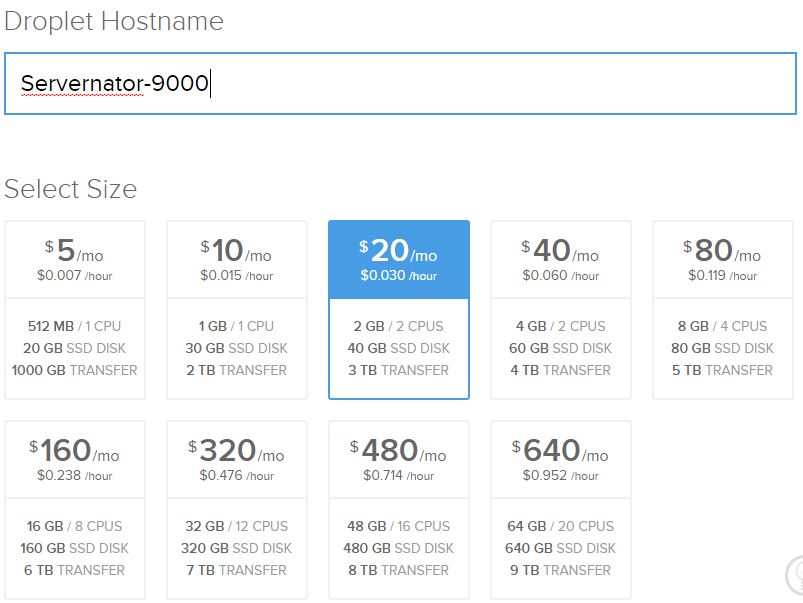 Droplet Hostname
Servernator-9000
Select Size
$5/mo
$0.007 /hour
512 MB / 1 CPU
20 GB SSD DISK
1000 GB TRANSFER
$10/mo
$0.015 /hour
1 GB / 1 CPU
30 GB SSD DISK
2 TB TRANSFER
$20/mo
$0.030 /hour
2 GB / 2 CPUS
40 GB SSD DISK
3 TB TRANSFER
$40/mo
$0.060 /hour
4 GB / 2 CPUS
60 GB SSD DISK
4 TB TRANSFER
$80/mo
$0.119 /hour
8 GB / 4 CPUS
80 GB SSD DISK
5 TB TRANSFER
$160/mo
$0.238 /hour
16 GB / 8 CPUS
160 GB SSD DISK
6 TB TRANSFER
$320/mo
$0.476 /hour
32 GB / 12 CPUS
320 GB SSD DISK
7 TB TRANSFER
$480/mo
$0.714 /hour
48 GB / 16 CPUS
480 GB SSD DISK
8 TB TRANSFER
$640/mo
$0.952 /hour
64 GB / 20 CPUS
640 GB SSD DISK
9 TB TRANSFER